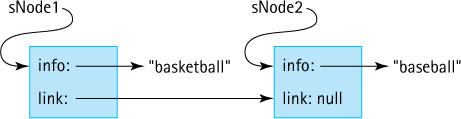 sNode1 sNode2
info: "basketball" info: "baseball"
link: link: null